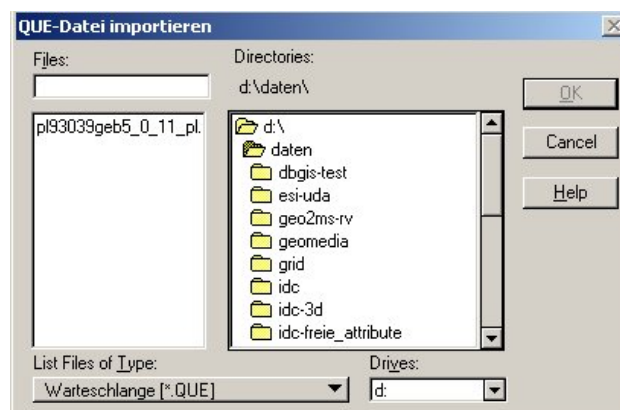 QUE-Datei importieren
Files:
Directories:
d:\daten\
OK
pl93039geb5_0_11_pl.
d:\
daten
dbgis-test
esi-uda
geo2ms-rv
geomedia
grid
idc
idc-3d
idc-freie_attribute
Cancel
Help
List Files of Type:
Drives:
Warteschlange [*.QUE]
d: